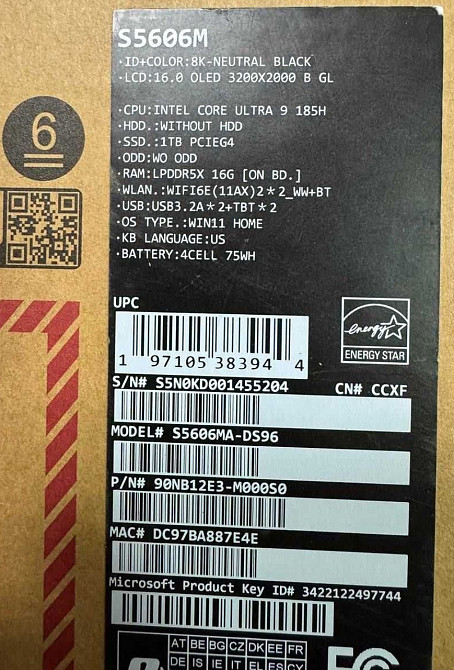 S5606M
·ID+COLOR:8K-NEUTRAL BLACK
·LCD:16.0 OLED 3200X2000 B GL
·CPU:INTEL CORE ULTRA 9 185H
·HDD.:WITHOUT HDD
·SSD.:1TB PCIEG4
·ODD:WO ODD
·RAM:LPDDR5X 16G [ON BD.]
·WLAN.:WIFI6E(11AX)2*2_WW+BT
·USB:USB3.2A*2+TBT*2
·OS TYPE.:WIN11 HOME
·KB LANGUAGE:US
·BATTERY:4CELL 75WH
6
UPC
1 97105 38394 4
energy
ENERGY STAR
S/N# S5N0KD001455204 CN# CCXF
MODEL# S5606MA-DS96
P/N# 90NB12E3-M000S0
MAC# DC97BA887E4E
Microsoft Product Key ID# 3422122497744
AT BE BG CZ DK EE FR
DE IS IE IT EL ES CY
FC